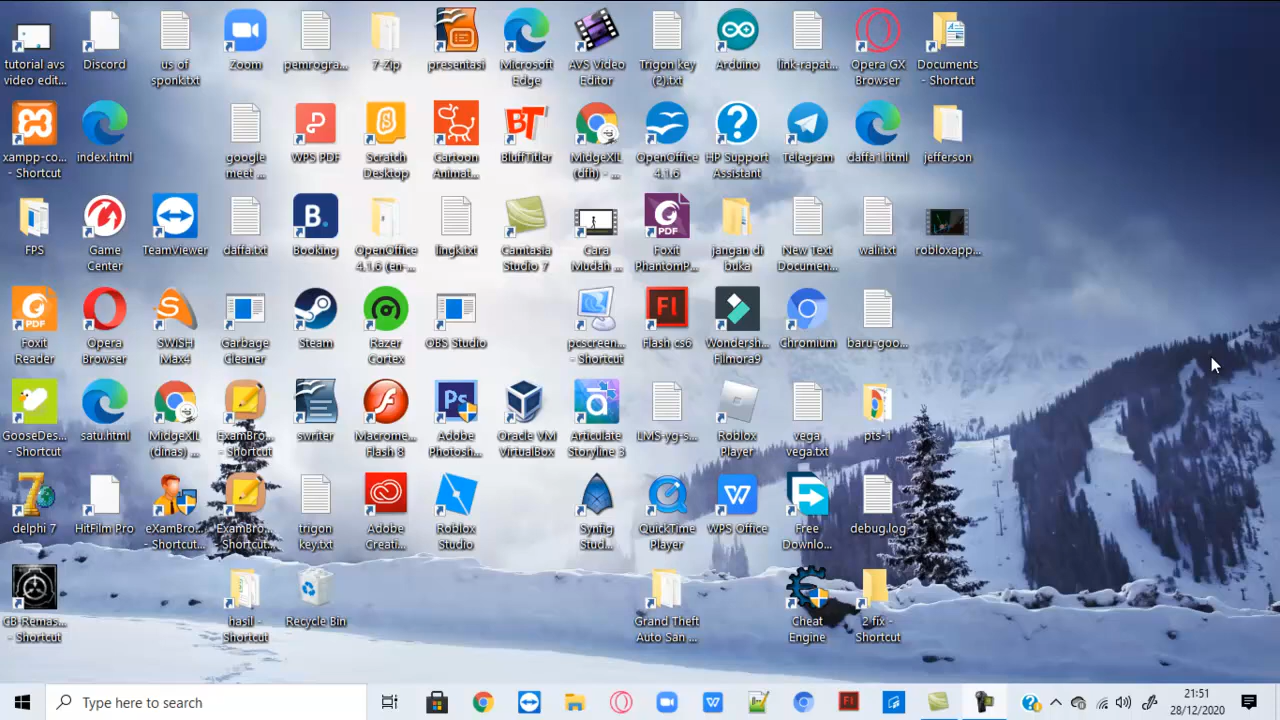 tutorial avs
video edit...
Discord
us of
sponk.txt
Zoom
pemrogra...
7-Zip
presentasi
Microsoft
Edge
AVS Video
Editor
Trigon key
(2).txt
Arduino
link-rapat...
Opera GX
Browser
Documents
- Shortcut
xampp-co...
- Shortcut
index.html
google
meet ...
WPS PDF
Scratch
Desktop
Cartoon
Animat...
BluffTitler
MidgeXIL
(dfh) - ...
OpenOffice
4.1.6
HP Support
Assistant
Telegram
daffa1.html
jefferson
FPS
Game
Center
TeamViewer
daffa.txt
Booking
OpenOffice
4.1.6 (en-...
lingk.txt
Camtasia
Studio 7
Cara
Mudah ...
Foxit
PhantomP...
jangan di
buka
New Text
Documen...
wali.txt
robloxapp...
Foxit
Reader
Opera
Browser
SWiSH
Max4
Garbage
Cleaner
Steam
Razer
Cortex
OBS Studio
pcscreen...
- Shortcut
Flash cs6
Wondersh...
Filmora9
Chromium
baru-goo...
GooseDes...
- Shortcut
satu.html
MidgeXIL
(dinas) ...
ExamBro...
- Shortcut
swriter
Macrome...
Flash 8
Adobe
Photosh...
Oracle VM
VirtualBox
Articulate
Storyline 3
LMS-yg-s...
Roblox
Player
vega
vega.txt
pts-1
delphi 7
HitFilm Pro
eXamBro...
- Shortcut...
ExamBro...
- Shortcut...
trigon
key.txt
Adobe
Creati...
Roblox
Studio
Synfig
Stud...
QuickTime
Player
WPS Office
Free
Downlo...
debug.log
CB-Remas...
- Shortcut
hasil -
Shortcut
Recycle Bin
Grand Theft
Auto San ...
Cheat
Engine
2 fix -
Shortcut
Type here to search
21:51
28/12/2020